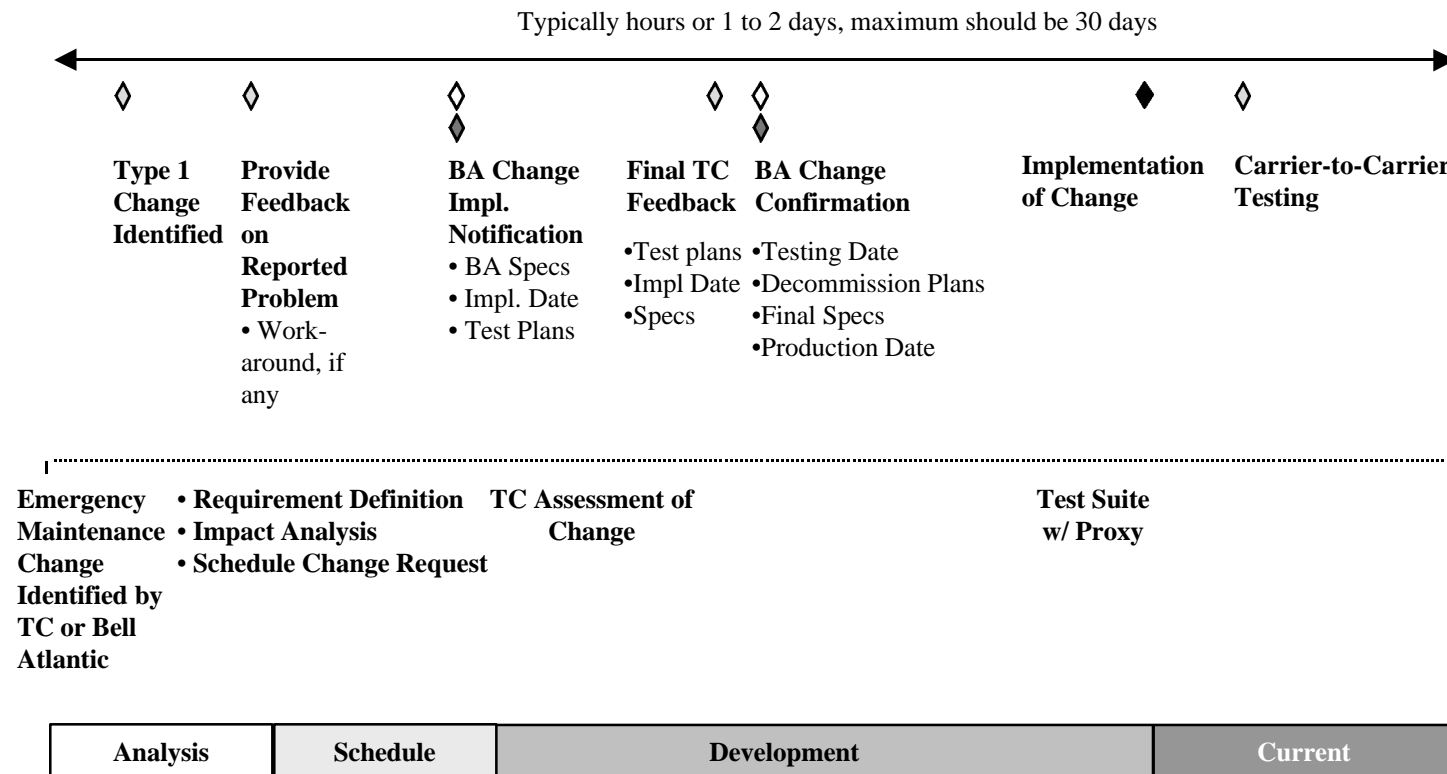 Typically hours or 1 to 2 days, maximum should be 30 days
Type 1
Change
Identified
Provide
Feedback
on
Reported
Problem
• Work-
around, if
any
BA Change
Impl.
Notification
• BA Specs
• Impl. Date
• Test Plans
Final TC
Feedback
•Test plans
•Impl Date
•Specs
BA Change
Confirmation
•Testing Date
•Decommission Plans
•Final Specs
•Production Date
Implementation
of Change
Carrier-to-Carrier
Testing
Emergency
Maintenance
Change
Identified by
TC or Bell
Atlantic
• Requirement Definition
• Impact Analysis
• Schedule Change Request
TC Assessment of
Change
Test Suite
w/ Proxy
Analysis
Schedule
Development
Current